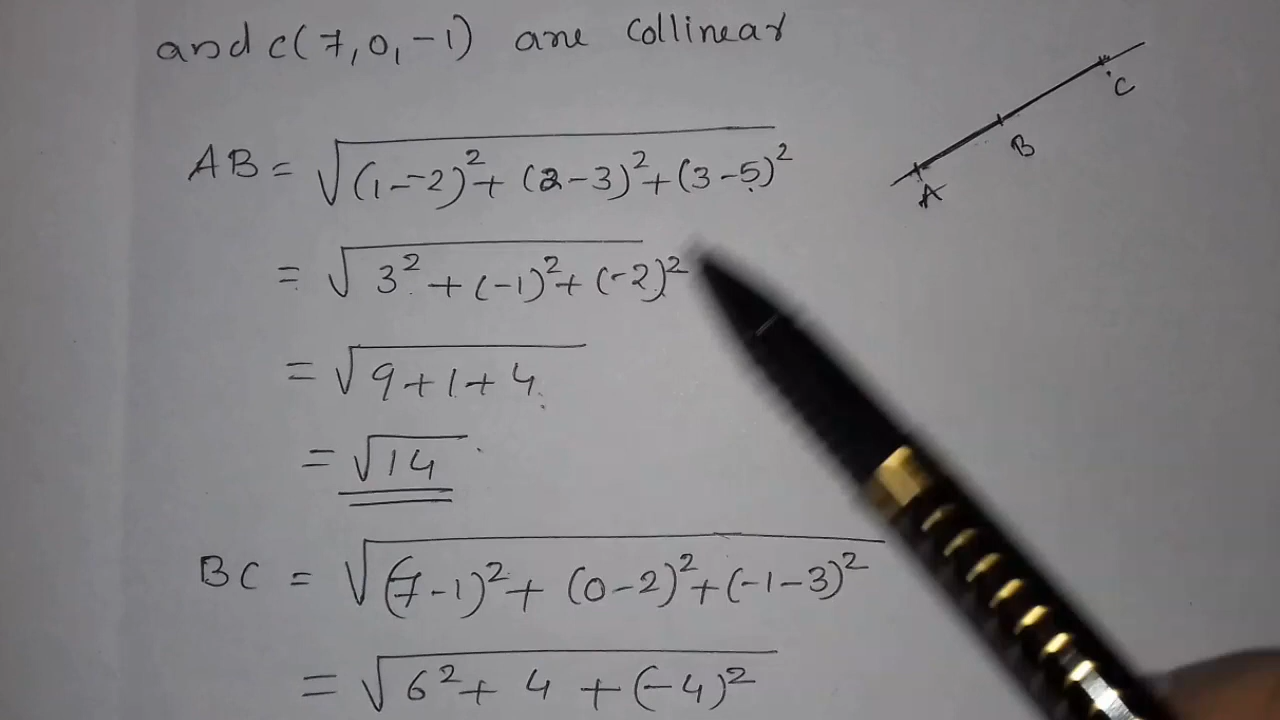 and C(7,0,-1) are collinear
AB = √(1--2)² + (2-3)² + (3-5)²
= √3² + (-1)² + (-2)²
= √9+1+4
= √14
BC = √(7-1)² + (0-2)² + (-1-3)²
= √6² + 4 + (-4)²
A
B
C